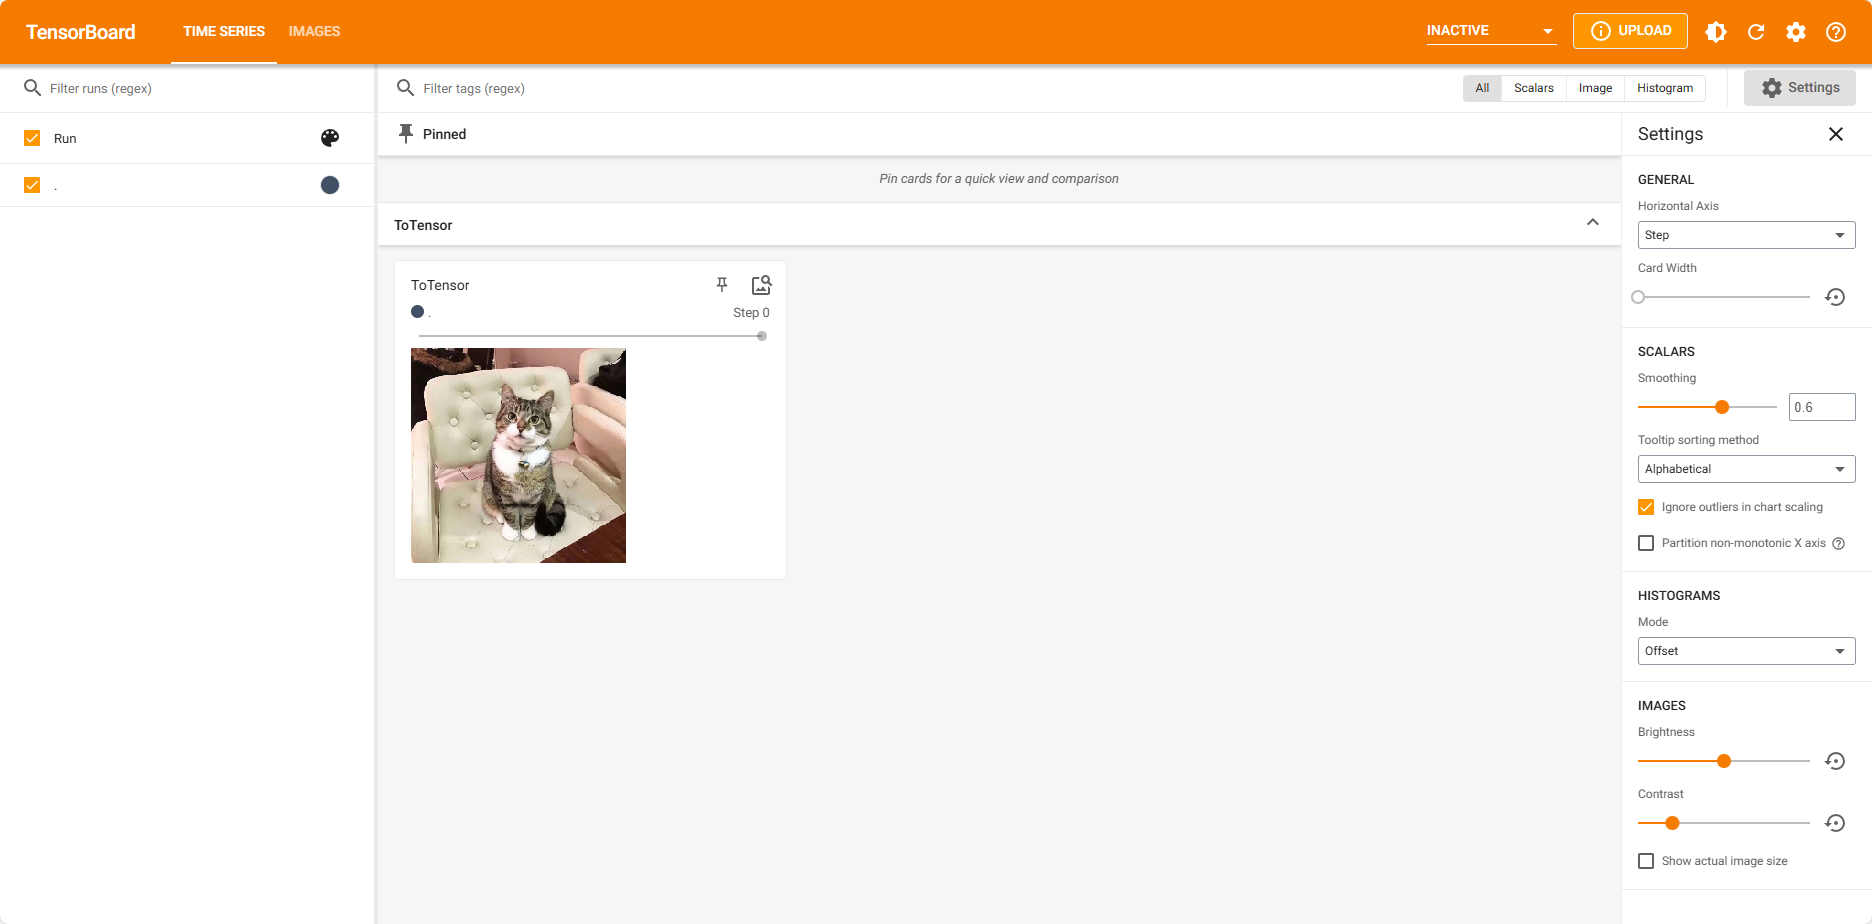 TensorBoard
TIME SERIES
IMAGES
INACTIVE
UPLOAD
Filter runs (regex)
Filter tags (regex)
All
Scalars
Image
Histogram
Settings
Run
.
Pinned
Pin cards for a quick view and comparison
ToTensor
ToTensor
.
Step 0
Settings
GENERAL
Horizontal Axis
Step
Card Width
SCALARS
Smoothing
0.6
Tooltip sorting method
Alphabetical
Ignore outliers in chart scaling
Partition non-monotonic X axis
HISTOGRAMS
Mode
Offset
IMAGES
Brightness
Contrast
Show actual image size